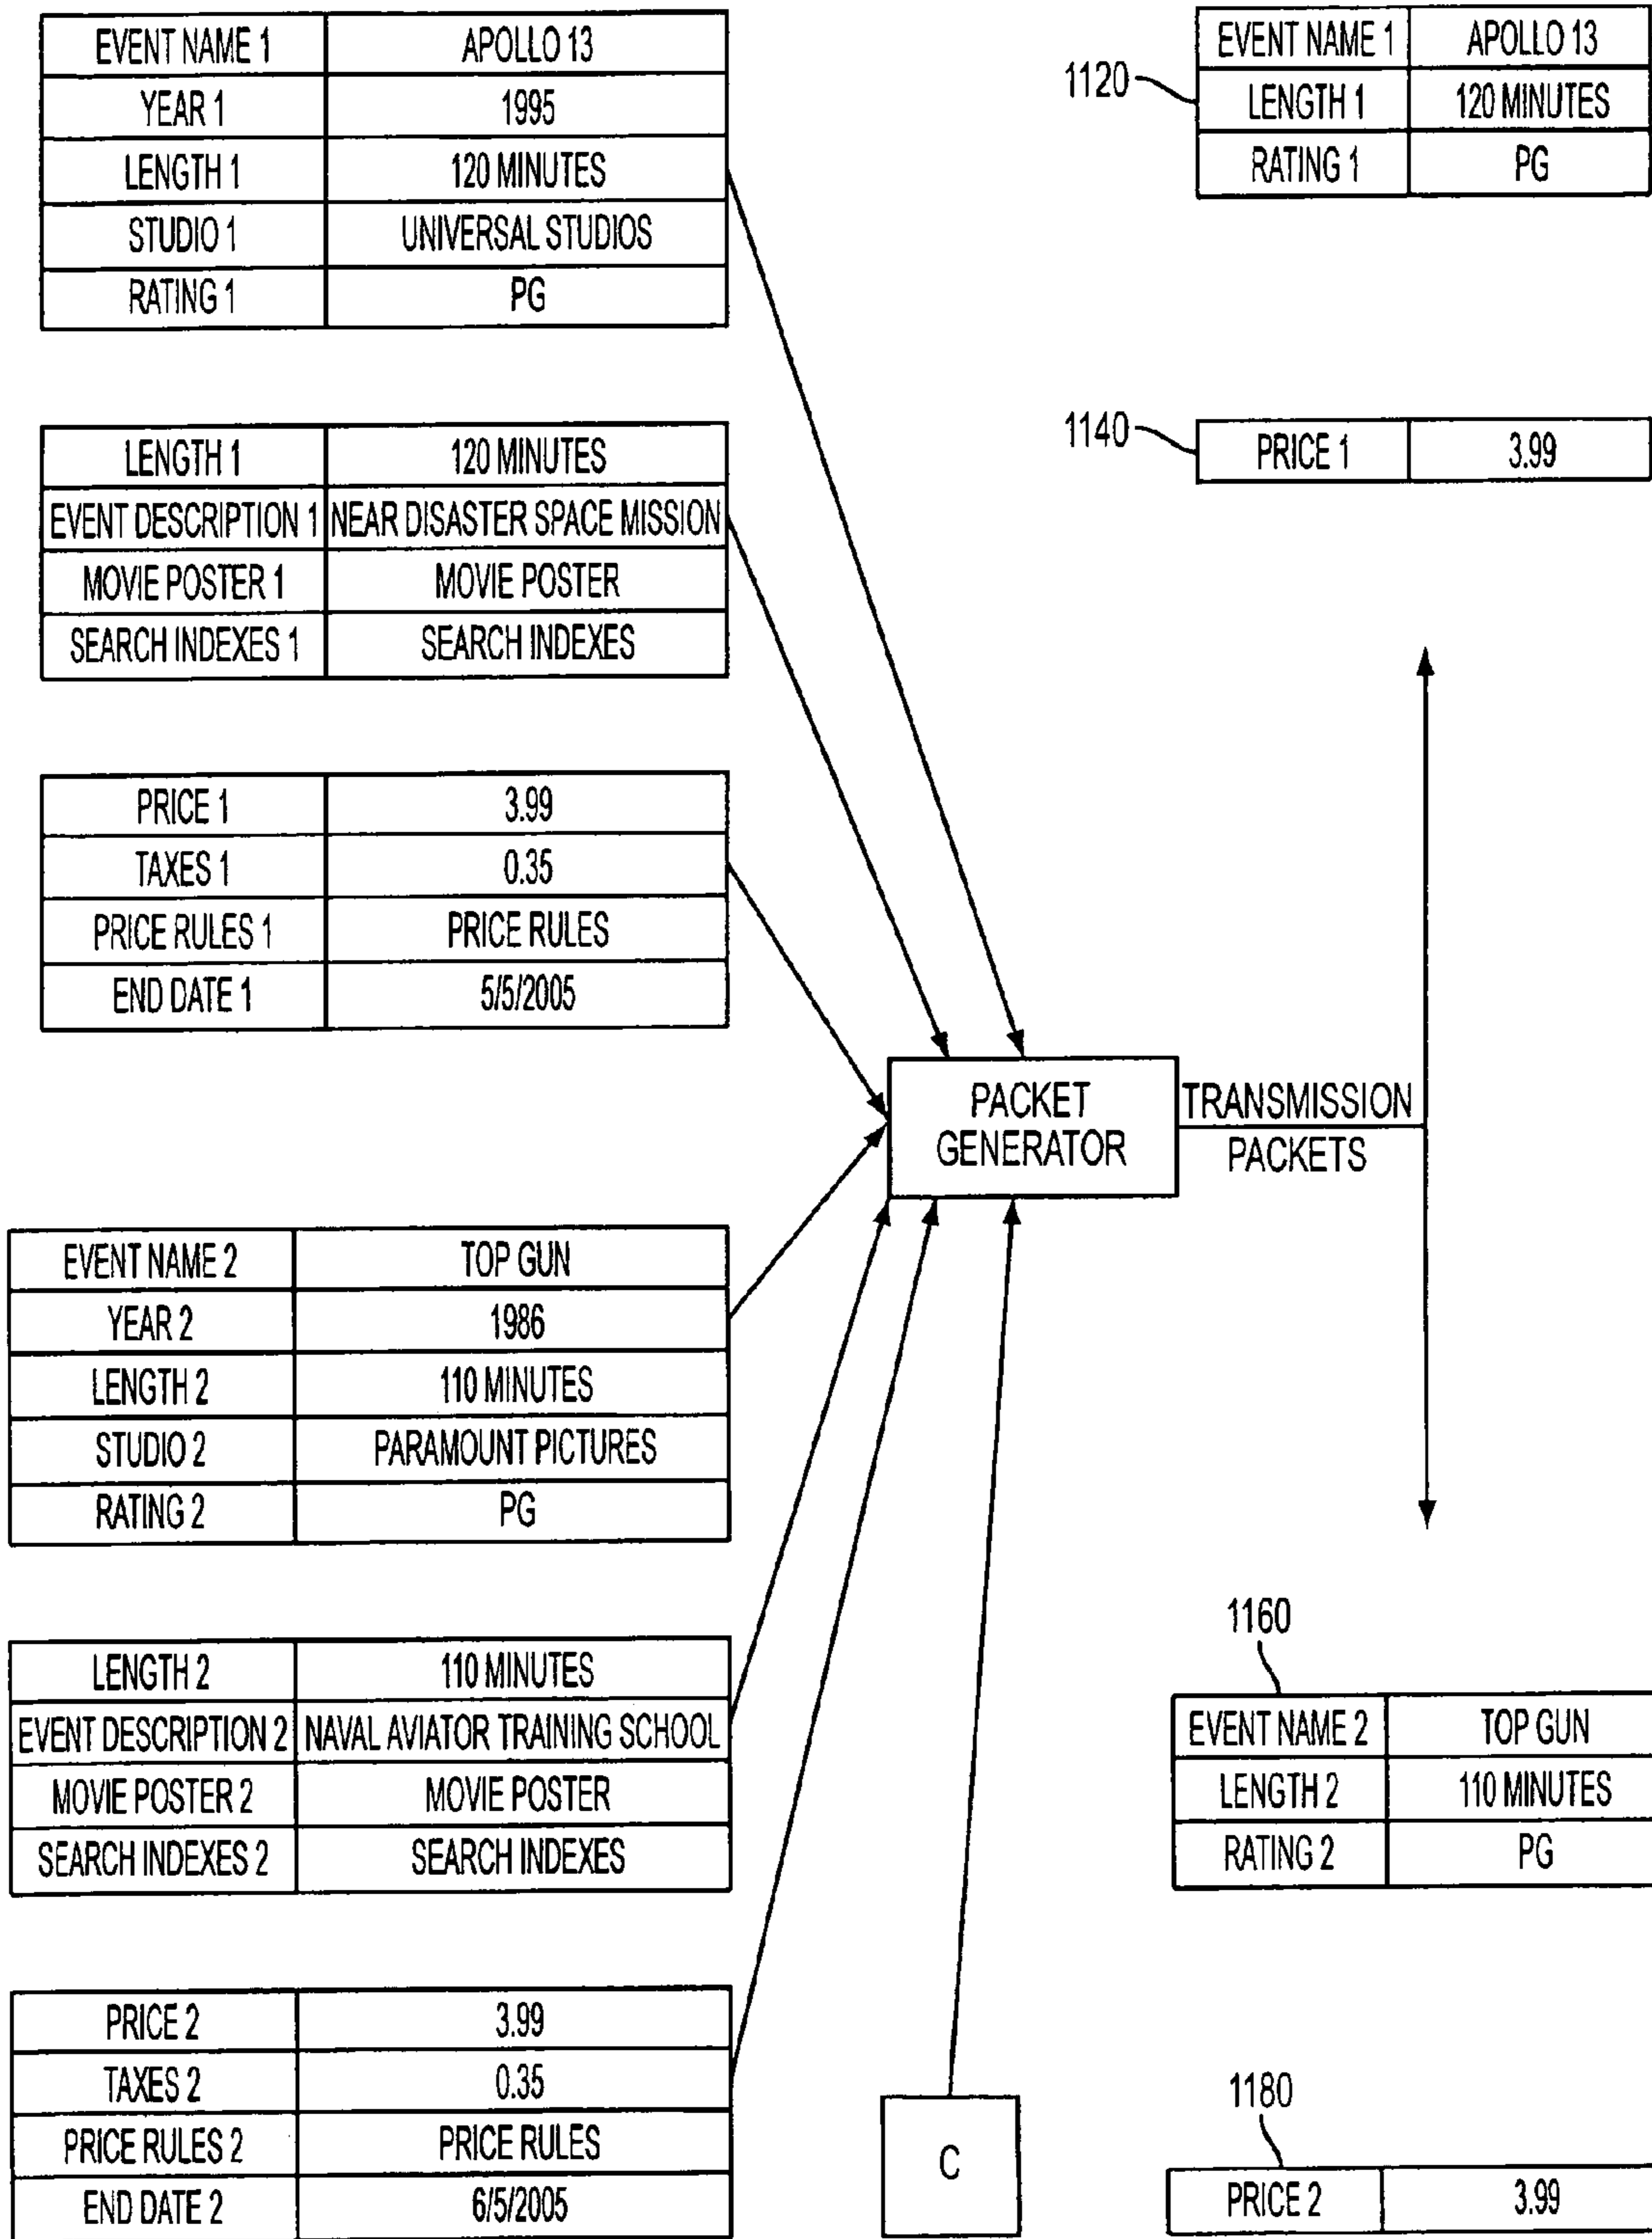 EVENT NAME 1 APOLLO 13
YEAR 1 1995
LENGTH 1 120 MINUTES
STUDIO 1 UNIVERSAL STUDIOS
RATING 1 PG
LENGTH 1 120 MINUTES
EVENT DESCRIPTION 1 NEAR DISASTER SPACE MISSION
MOVIE POSTER 1 MOVIE POSTER
SEARCH INDEXES 1 SEARCH INDEXES
PRICE 1 3.99
TAXES 1 0.35
PRICE RULES 1 PRICE RULES
END DATE 1 5/5/2005
EVENT NAME 2 TOP GUN
YEAR 2 1986
LENGTH 2 110 MINUTES
STUDIO 2 PARAMOUNT PICTURES
RATING 2 PG
LENGTH 2 110 MINUTES
EVENT DESCRIPTION 2 NAVAL AVIATOR TRAINING SCHOOL
MOVIE POSTER 2 MOVIE POSTER
SEARCH INDEXES 2 SEARCH INDEXES
PRICE 2 3.99
TAXES 2 0.35
PRICE RULES 2 PRICE RULES
END DATE 2 6/5/2005
PACKET
GENERATOR
C
TRANSMISSION
PACKETS
1120
EVENT NAME 1 APOLLO 13
LENGTH 1 120 MINUTES
RATING 1 PG
1140
PRICE 1 3.99
1160
EVENT NAME 2 TOP GUN
LENGTH 2 110 MINUTES
RATING 2 PG
1180
PRICE 2 3.99